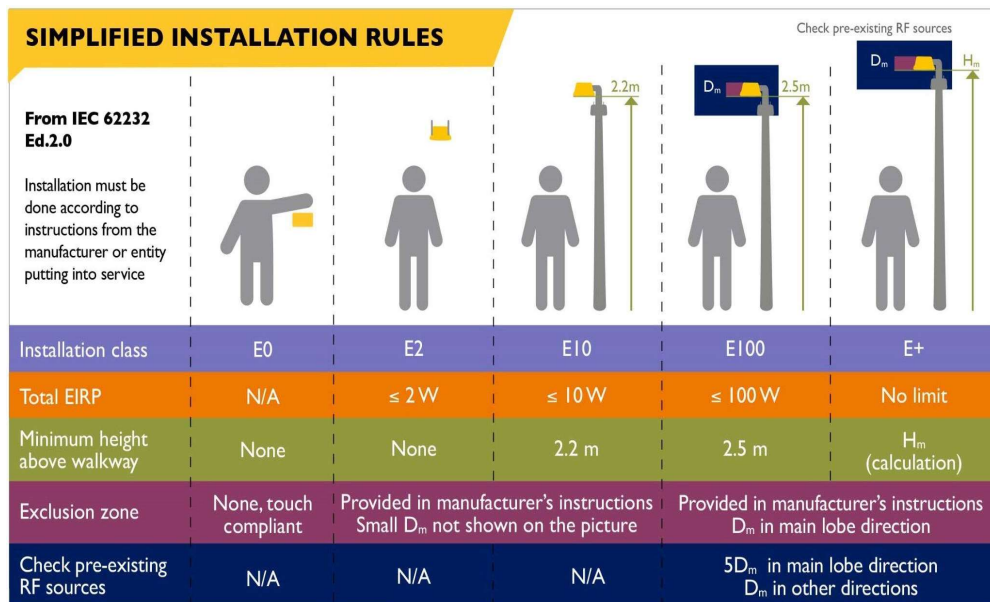 SIMPLIFIED INSTALLATION RULES
Check pre-existing RF sources
Dm
2.2m
Dm
2.5m
Hm
From IEC 62232
Ed.2.0
Installation must be
done according to
instructions from the
manufacturer or entity
putting into service
Installation class
E0
E2
E10
E100
E+
Total EIRP
N/A
≤ 2 W
≤ 10 W
≤ 100 W
No limit
Minimum height
above walkway
None
None
2.2 m
2.5 m
Hm
(calculation)
Exclusion zone
None, touch
compliant
Provided in manufacturer's instructions
Small Dm not shown on the picture
Provided in manufacturer's instructions
Dm in main lobe direction
Check pre-existing
RF sources
N/A
N/A
N/A
5Dm in main lobe direction
Dm in other directions